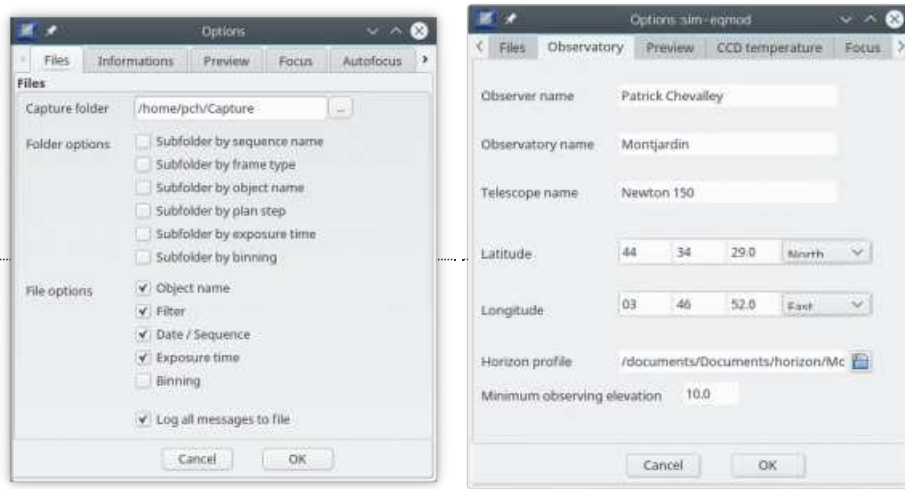 Options
Files Informations Preview Focus Autofocus
Files
Capture folder /home/pch/Capture ...
Folder options Subfolder by sequence name
Subfolder by frame type
Subfolder by object name
Subfolder by plan step
Subfolder by exposure time
Subfolder by binning
File options Object name
Filter
Date / Sequence
Exposure time
Binning
Log all messages to file
Cancel OK
Options :sim-eqmod
Files Observatory Preview CCD temperature Focus
Observer name Patrick Chevalley
Observatory name Montjardin
Telescope name Newton 150
Latitude 44 34 29.0 North
Longitude 03 46 52.0 East
Horizon profile /documents/Documents/horizon/Mc
Minimum observing elevation 10.0
Cancel OK